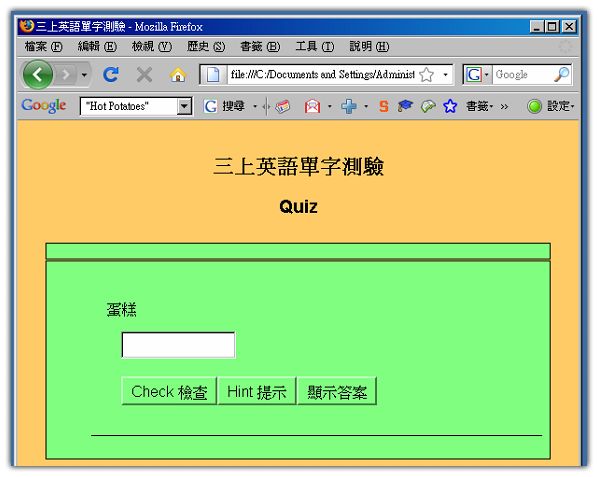 三上英語單字測驗 - Mozilla Firefox
檔案(F) 編輯(E) 檢視(V) 歷史(S) 書籤(B) 工具(T) 說明(H)
file:///C:/Documents and Settings/Administ G Google
Google "Hot Potatoes" G 搜尋 S 書籤 » 設定
三上英語單字測驗
Quiz
蛋糕
Check 檢查 Hint 提示 顯示答案